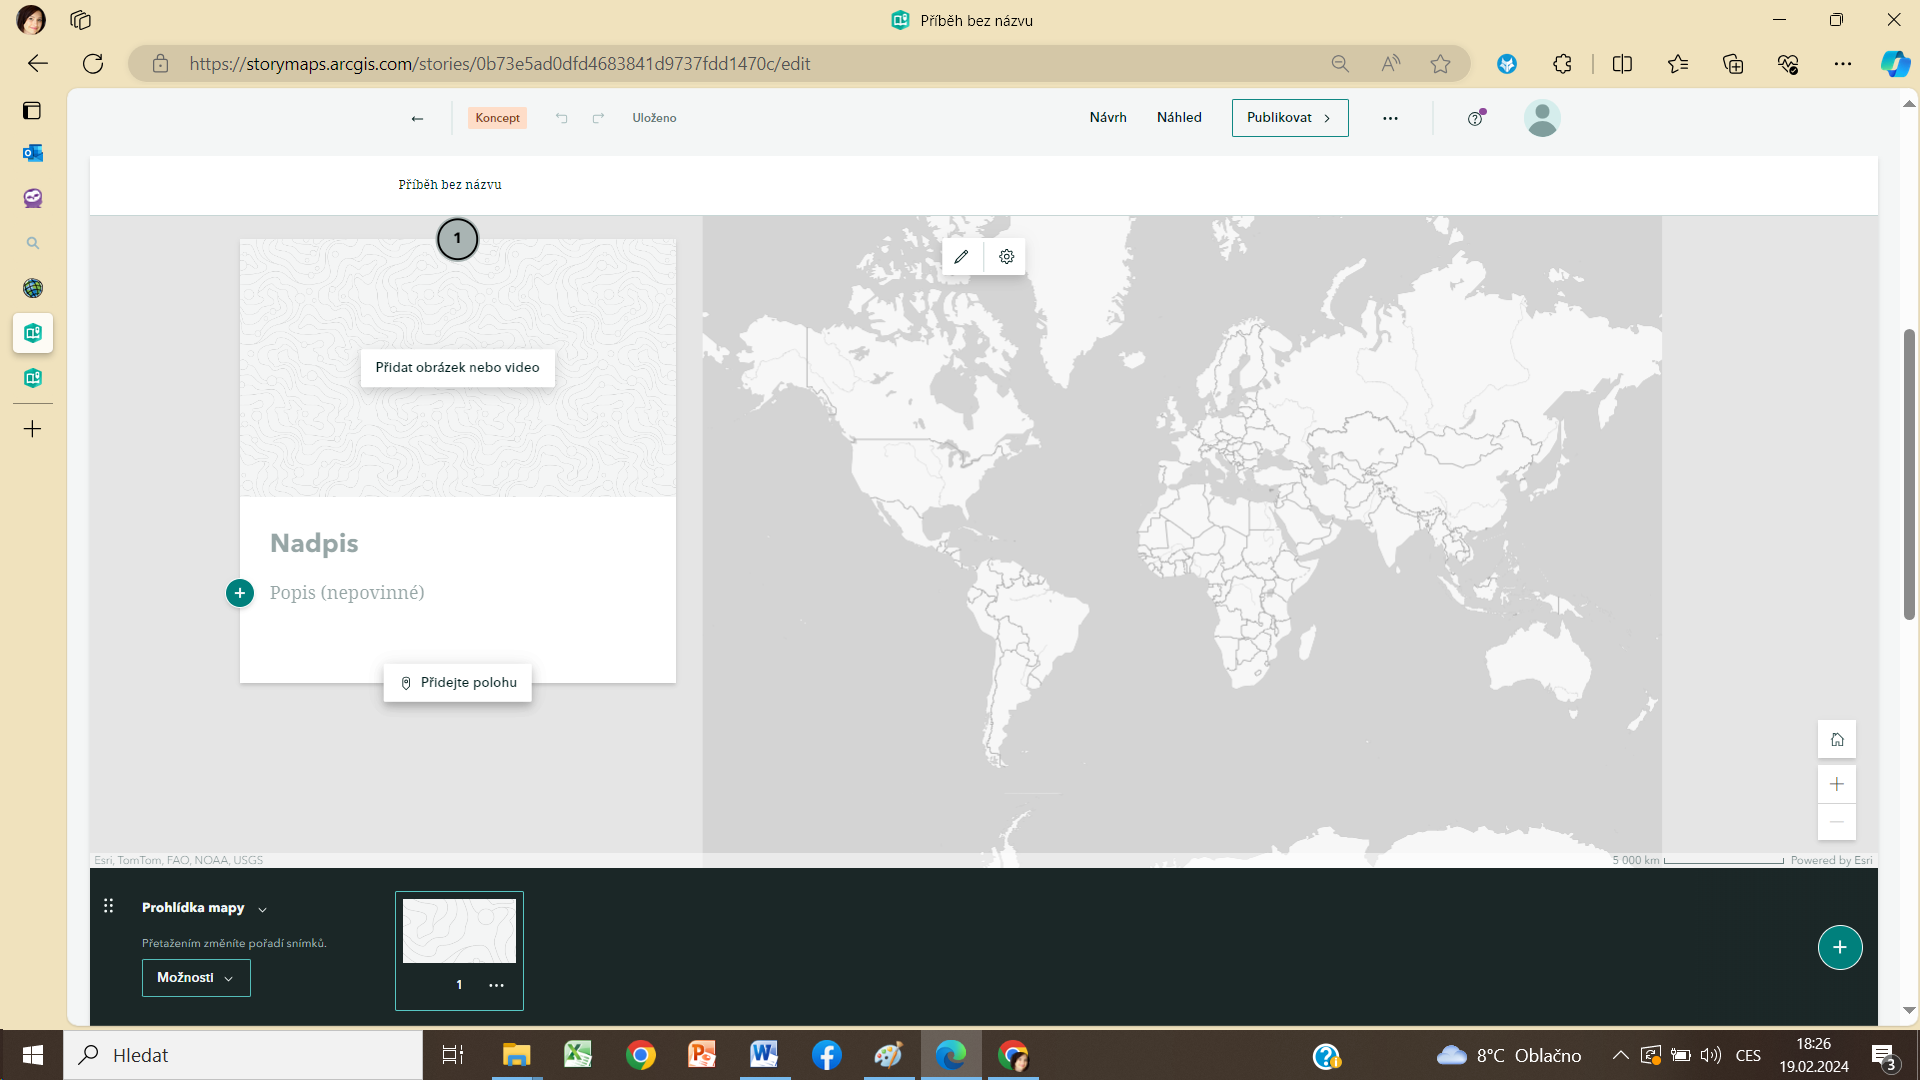 Příběh bez názvu
https://storymaps.arcgis.com/stories/0b73e5ad0dfd4683841d9737fdd1470c/edit
Koncept
Uloženo
Návrh
Náhled
Publikovat
Příběh bez názvu
1
Přidat obrázek nebo video
Nadpis
Popis (nepovinné)
Přidejte polohu
Esri, TomTom, FAO, NOAA, USGS
5 000 km
Powered by Esri
Prohlídka mapy
Přetažením změníte pořadí snímků.
Možnosti
1
Hledat
8°C Oblačno
CES
18:26
19.02.2024
3